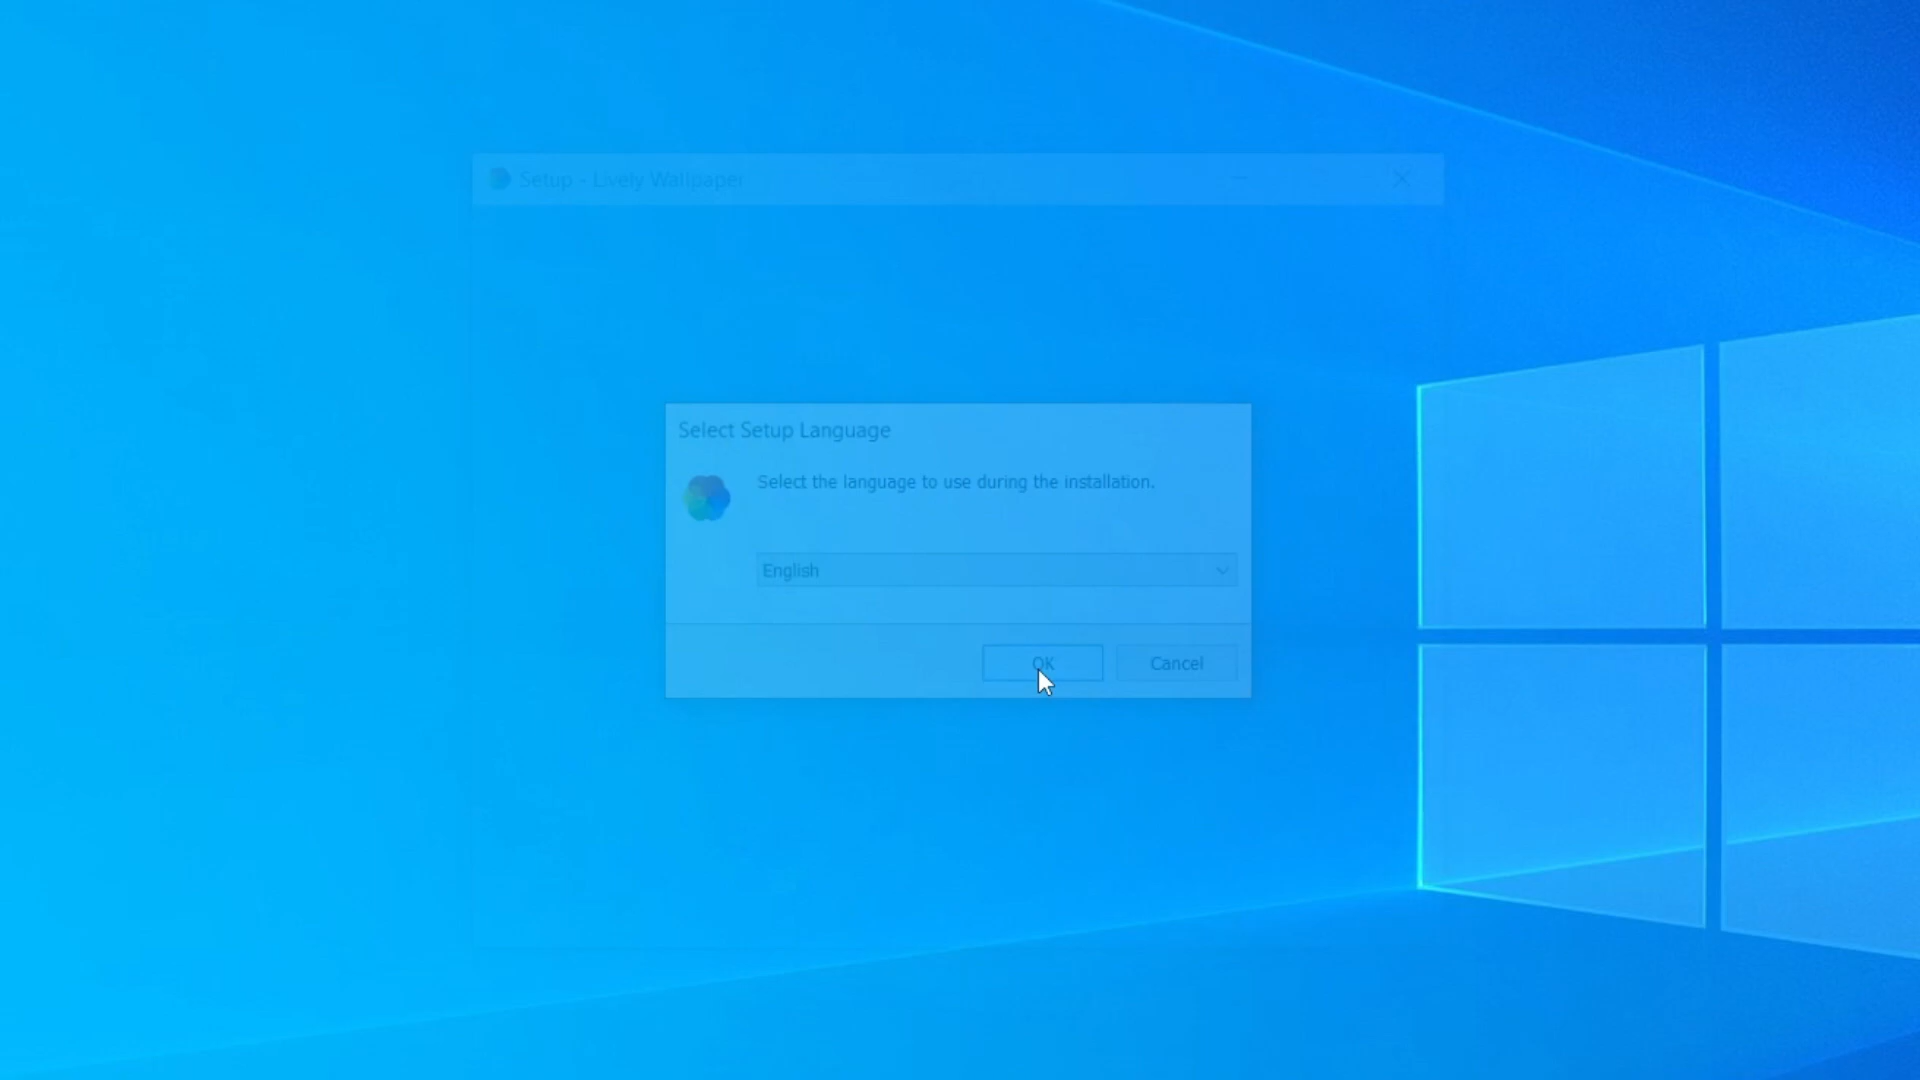 Setup - Lively Wallpaper
Select Setup Language
Select the language to use during the installation.
English
OK
Cancel